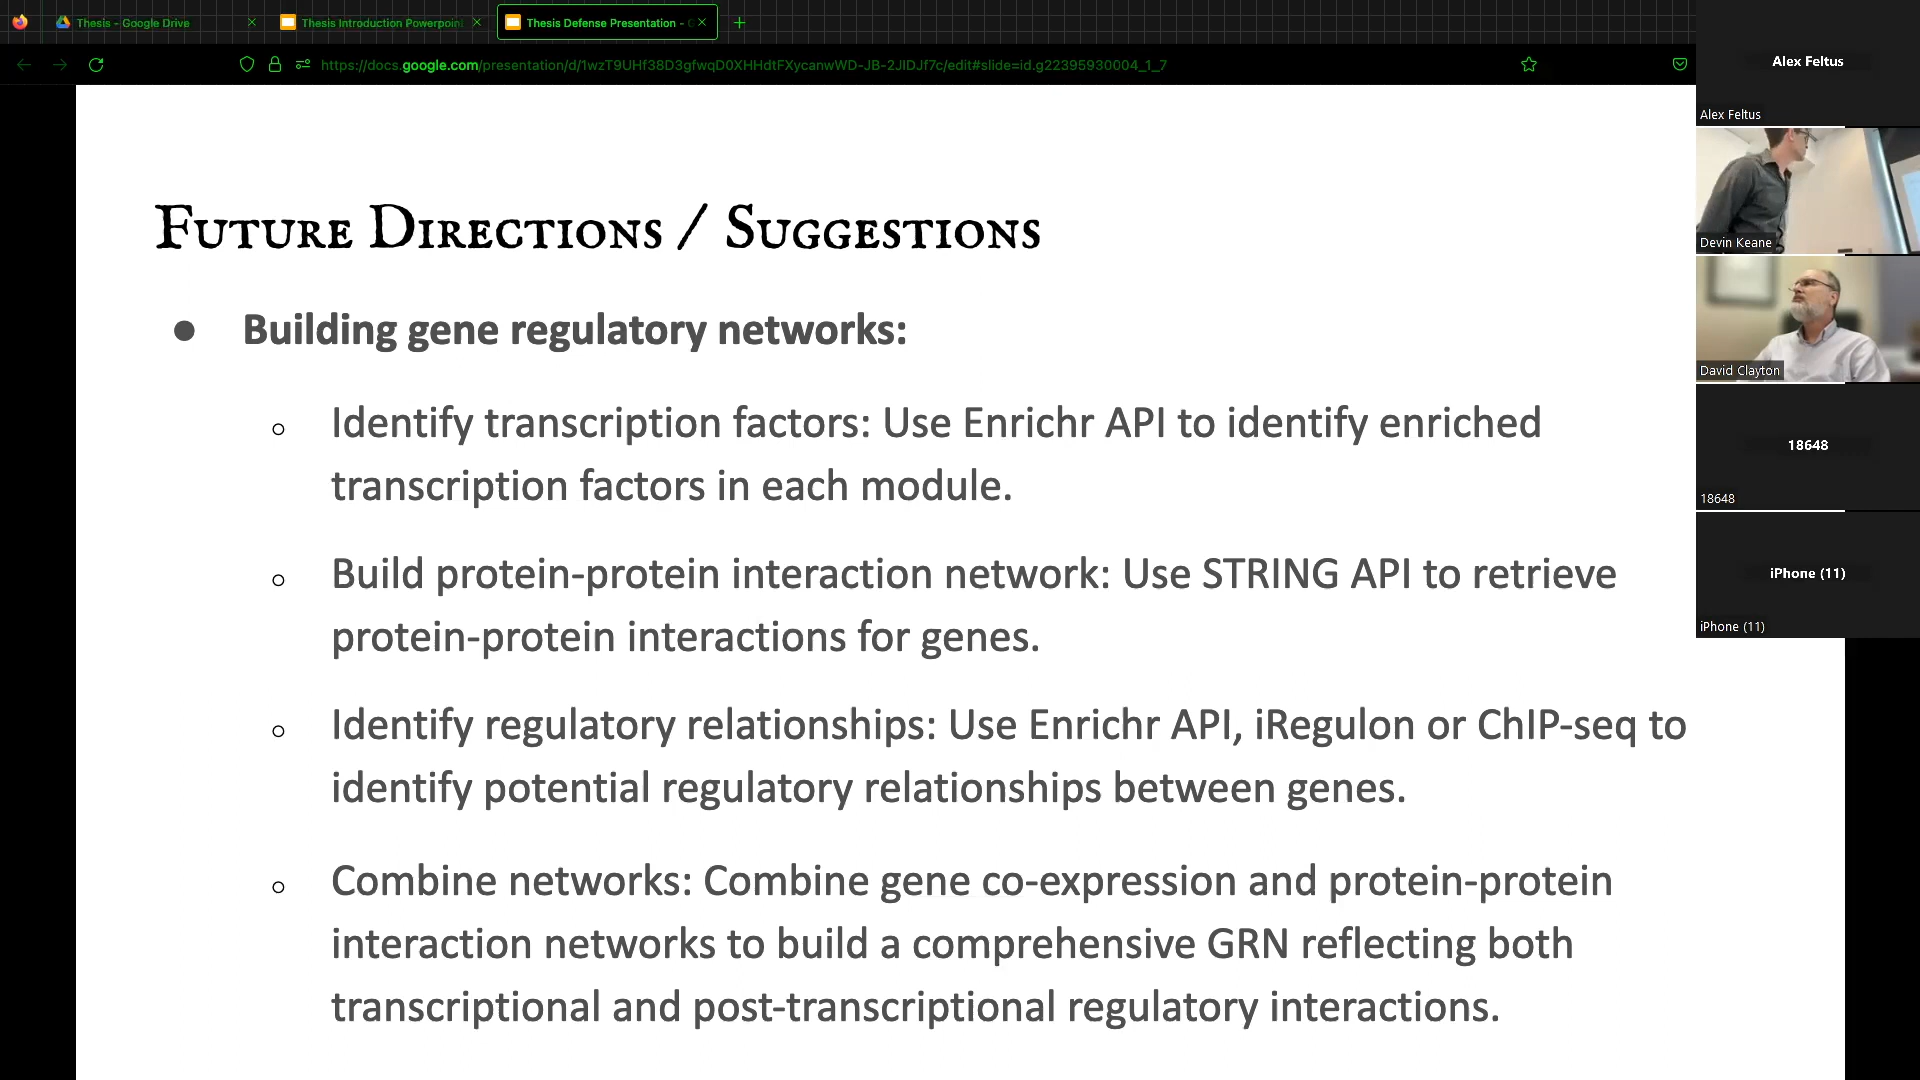 Thesis - Google Drive
Thesis Introduction Powerpoin
Thesis Defense Presentation -
https://docs.google.com/presentation/d/1wzT9UHf38D3gfwqD0XHHdtFXycanwWD-JB-2JIDJf7c/edit#slide=id.g22395930004_1_7
Future Directions / Suggestions
● Building gene regulatory networks:
○ Identify transcription factors: Use Enrichr API to identify enriched
transcription factors in each module.
○ Build protein-protein interaction network: Use STRING API to retrieve
protein-protein interactions for genes.
○ Identify regulatory relationships: Use Enrichr API, iRegulon or ChIP-seq to
identify potential regulatory relationships between genes.
○ Combine networks: Combine gene co-expression and protein-protein
interaction networks to build a comprehensive GRN reflecting both
transcriptional and post-transcriptional regulatory interactions.
Alex Feltus
Alex Feltus
Devin Keane
David Clayton
18648
18648
iPhone (11)
iPhone (11)